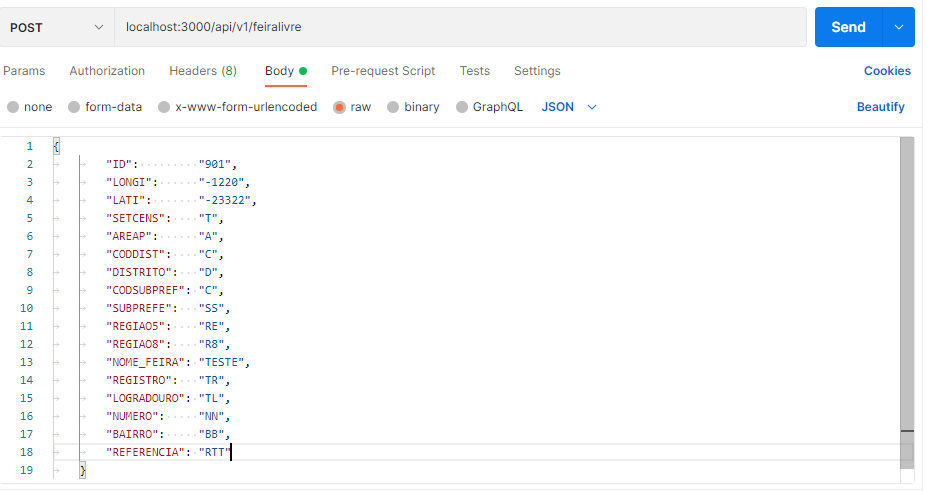 POST localhost:3000/api/v1/feiralivre Send
Params Authorization Headers (8) Body Pre-request Script Tests Settings Cookies
none form-data x-www-form-urlencoded raw binary GraphQL JSON Beautify
1 {
2 "ID": "901",
3 "LONGI": "-1220",
4 "LATI": "-23322",
5 "SETCENS": "T",
6 "AREAP": "A",
7 "CODDIST": "C",
8 "DISTRITO": "D",
9 "CODSUBPREF": "C",
10 "SUBPREFE": "SS",
11 "REGIAO5": "RE",
12 "REGIAO8": "R8",
13 "NOME_FEIRA": "TESTE",
14 "REGISTRO": "TR",
15 "LOGRADOURO": "TL",
16 "NUMERO": "NN",
17 "BAIRRO": "BB",
18 "REFERENCIA": "RTT"
19 }